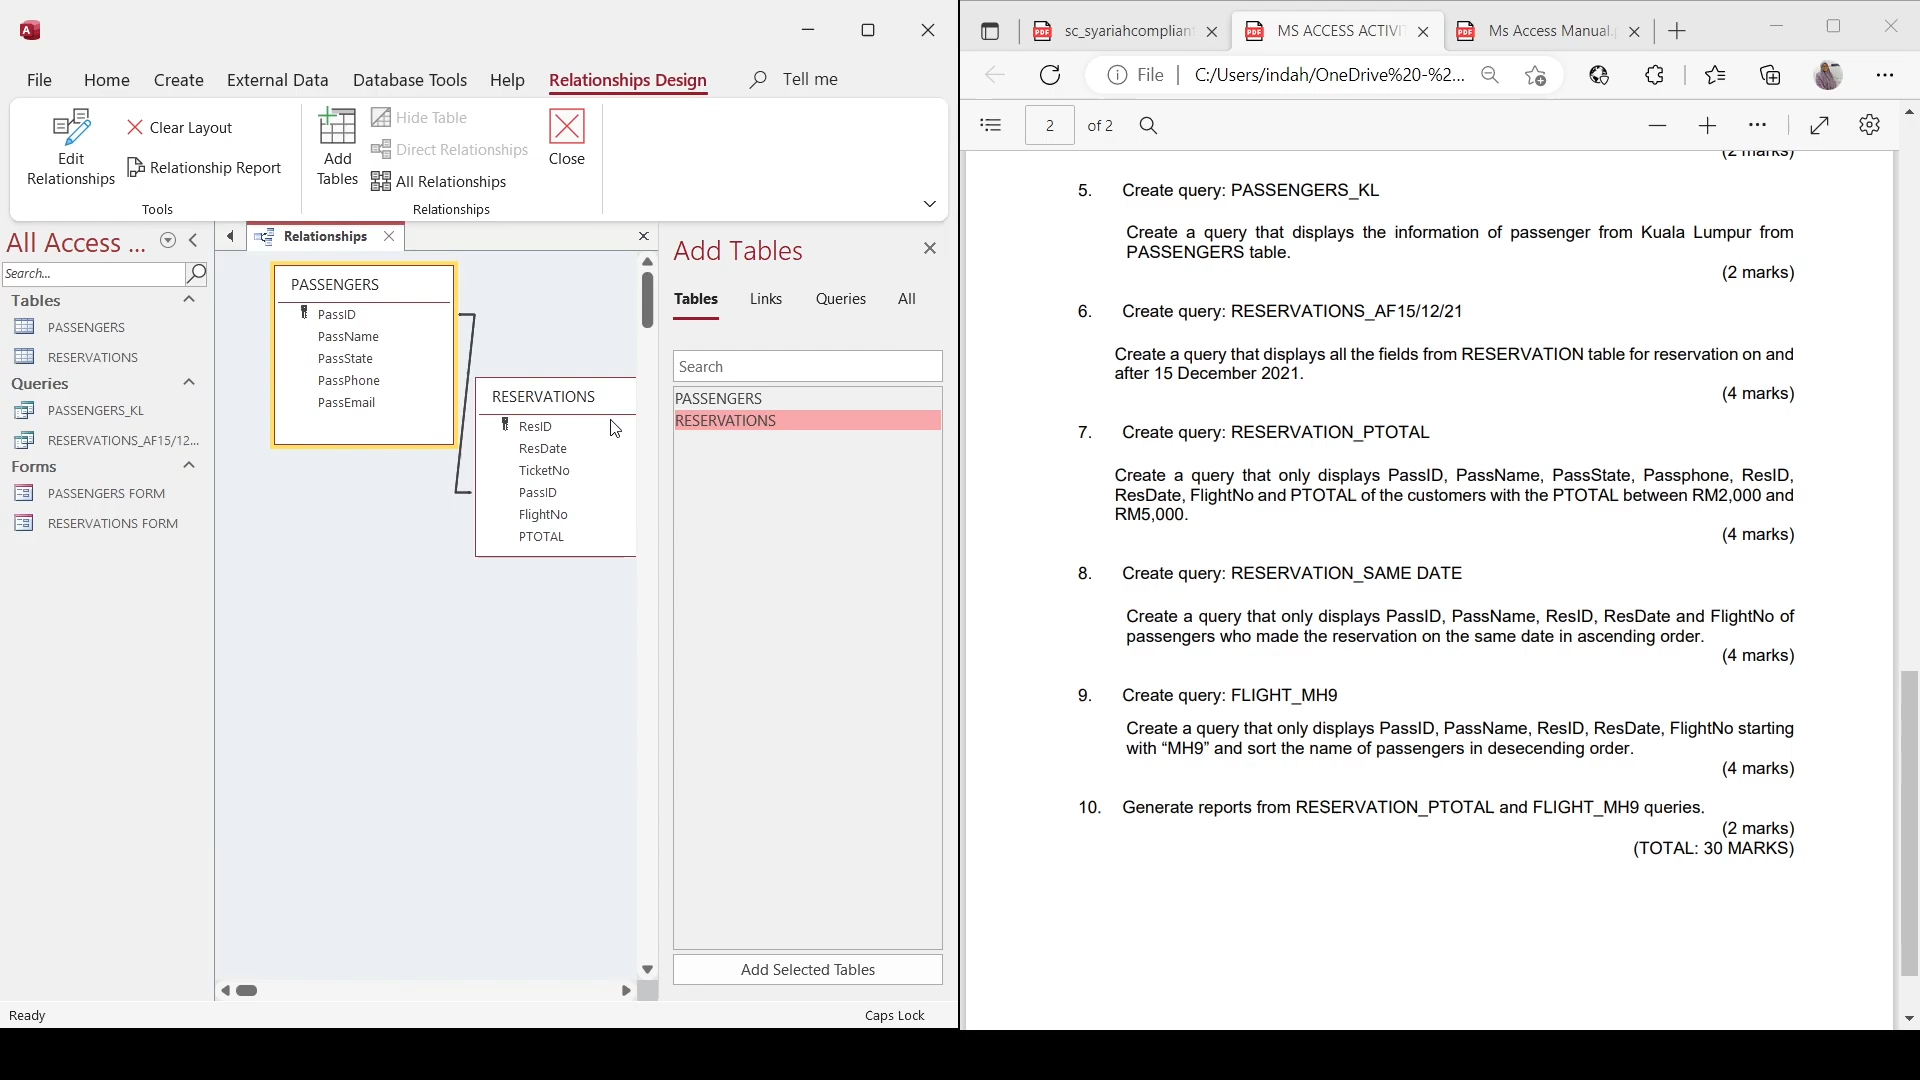 A
File Home Create External Data Database Tools Help Relationships Design Tell me
Edit Relationships
Clear Layout
Relationship Report
Tools
Add Tables
Hide Table
Direct Relationships
All Relationships
Close
Relationships
All Access ...
Search...
Tables
PASSENGERS
RESERVATIONS
Queries
PASSENGERS_KL
RESERVATIONS_AF15/12...
Forms
PASSENGERS FORM
RESERVATIONS FORM
Relationships
PASSENGERS
PassID
PassName
PassState
PassPhone
PassEmail
RESERVATIONS
ResID
ResDate
TicketNo
PassID
FlightNo
PTOTAL
Add Tables
Tables Links Queries All
Search
PASSENGERS
RESERVATIONS
Add Selected Tables
Ready
Caps Lock
PDF sc_syariahcomplian
PDF MS ACCESS ACTIVI
PDF Ms Access Manual.
File C:/Users/indah/OneDrive%20-%2...
2 of 2
(2 marks)
5. Create query: PASSENGERS_KL
Create a query that displays the information of passenger from Kuala Lumpur from
PASSENGERS table.
(2 marks)
6. Create query: RESERVATIONS_AF15/12/21
Create a query that displays all the fields from RESERVATION table for reservation on and
after 15 December 2021.
(4 marks)
7. Create query: RESERVATION_PTOTAL
Create a query that only displays PassID, PassName, PassState, Passphone, ResID,
ResDate, FlightNo and PTOTAL of the customers with the PTOTAL between RM2,000 and
RM5,000.
(4 marks)
8. Create query: RESERVATION_SAME DATE
Create a query that only displays PassID, PassName, ResID, ResDate and FlightNo of
passengers who made the reservation on the same date in ascending order.
(4 marks)
9. Create query: FLIGHT_MH9
Create a query that only displays PassID, PassName, ResID, ResDate, FlightNo starting
with “MH9” and sort the name of passengers in desecending order.
(4 marks)
10. Generate reports from RESERVATION_PTOTAL and FLIGHT_MH9 queries.
(2 marks)
(TOTAL: 30 MARKS)